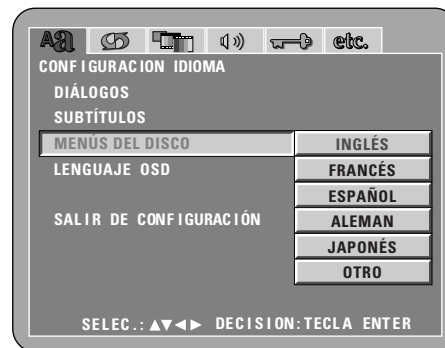 Aa etc.
CONFIGURACION IDIOMA
DIÁLOGOS
SUBTÍTULOS
MENÚS DEL DISCO
INGLÉS
LENGUAJE OSD
FRANCÉS
ESPAÑOL
SALIR DE CONFIGURACIÓN
ALEMAN
JAPONÉS
OTRO
SELEC.: ▲▼◄► DECISION:TECLA ENTER